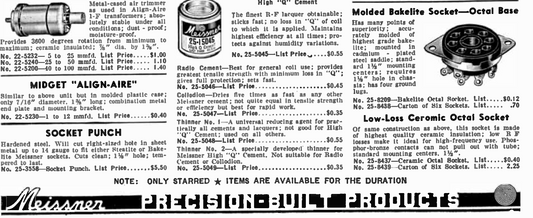 Metal-cased air trimmer
as used in Align-Aire
I-F transformers; abso-
lutely stable under all
conditions; dust-proof;
moisture-proof.
Provides 3600 degrees rotation from minimum to
maximum; ceramic insulated; 7/8" dia. by 1⅜".
No. 22-5232— 5 to 25 mmfd. List Price $1.00
No. 22-5240—25 to 50 mmfd. List Price 1.10
No. 22-5200—40 to 100 mmfd. List Price 1.40
MIDGET "ALIGN-AIRE"
Similar to above unit but in molded plastic case;
only 7/16" diameter, 1⅜" long; combination metal
end plate and mounting bracket.
No. 22-5230—1 to 12 mmfd. List Price $0.40
SOCKET PUNCH
Hardened steel. Will cut right-sized hole in sheet
metal up to 14 gauge to fit either Steatite or Bake-
lite Meissner sockets. Cuts clean; 1⅛" hole; tem-
pered to last.
No. 25-3558—Socket Punch. List Price $5.50
High "Q" Cement
The finest R-F lacquer obtainable;
sticks fast; no loss in "Q" of coil
to which it is applied. Maintains
highest efficiency at all times; pro-
tects against humidity variations.
No. 25-5045—List Price $0.55
Radio Cement—Best for general coil use; provides
greatest tensile strength with minimum loss in "Q";
gives full protection; sets fast.
No. 25-5046—List Price $0.45
Collodion—Dries three times as fast as any other
Meissner cement; not quite equal in tensile strength
or efficiency but best for rapid work.
No. 25-5047—List Price $0.35
Thinner No. 1—A universal reducing agent for prac-
tically all cements and lacquers; not good for High
"Q" Cement; used on all others.
No. 25-5048—List Price $0.35
Thinner No. 2—A specially developed thinner for
Meissner High "Q" Cement. Not suitable for Radio
Cement or Collodion.
No. 25-5049—List Price $0.35
Molded Bakelite Socket—Octal Base
Has many points of
superiority; accu-
rately molded of
highest grade bake-
lite; mounted in
cadmium - plated
steel saddle; stand-
ard 1½" mounting
centers; requires
1⅛" hole in chas-
sis; has four ground
lugs.
No. 25-8209—Bakelite Octal Socket. List $0.12
No. 25-8438—Carton of Six Sockets. List .70
Low-Loss Ceramic Octal Socket
Of same construction as above, this socket is made
of highest quality ceramic insulation; low R F
losses make it ideal for high-frequency use. Phos-
phor-bronze contacts can not pull out with tube;
standard mounting centers, 1½".
No. 25-8437—Ceramic Octal Socket. List $0.40
No. 25-8439—Carton of Six Sockets. List 2.25
NOTE: ONLY STARRED ★ ITEMS ARE AVAILABLE FOR THE DURATION
Meissner PRECISION-BUILT PRODUCTS